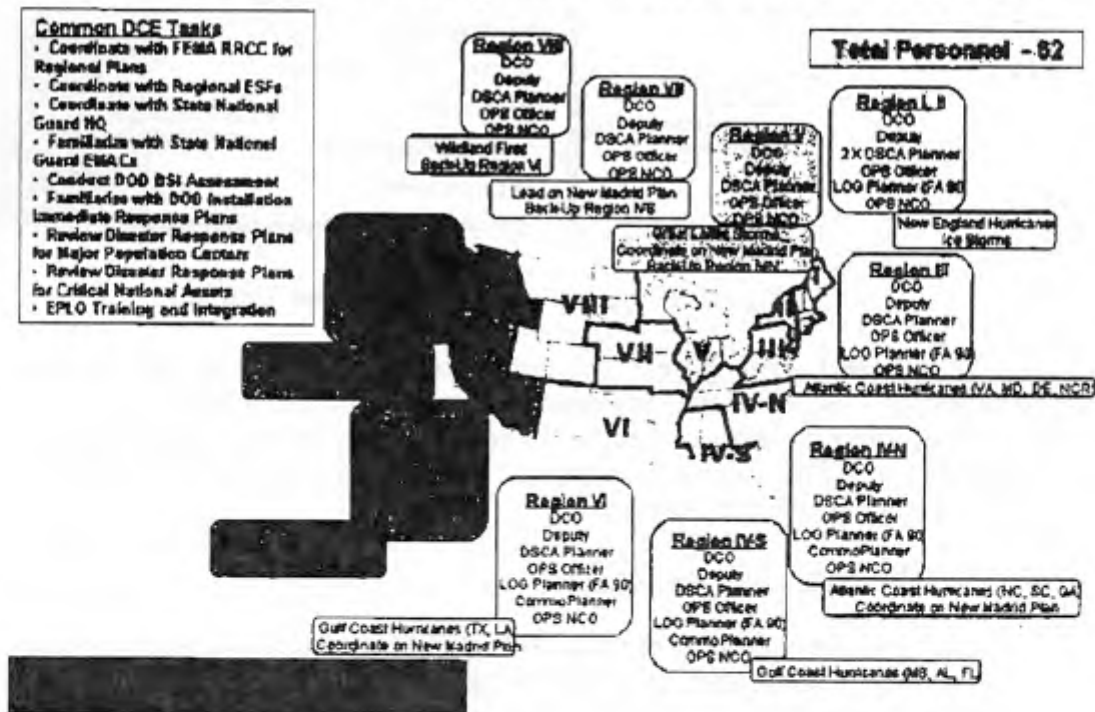 Common DCE Tasks
• Coordinate with FEMA RRCC for
Regional Plans
• Coordinate with Regional ESFs
• Coordinate with State National
Guard HQ
• Familiarize with State National
Guard EMACs
• Conduct DOD BSI Assessment
• Familiarize with DOD Installation
Immediate Response Plans
• Review Disaster Response Plans
for Major Population Centers
• Review Disaster Response Plans
for Critical National Assets
• EPLO Training and Integration
Region VIII
DCO
Deputy
DSCA Planner
OPS Officer
OPS NCO
Wildland Fires
Back-Up Region VI
Region VII
DCO
Deputy
DSCA Planner
OPS Officer
OPS NCO
Lead on New Madrid Plan
Back-Up Region
Region V
DCO
Deputy
DSCA Planner
OPS Officer
OPS NCO
Great Lakes Storms
Coordinate on New Madrid Plan
BackUp Region
Total Personnel - 62
Region I, II
DCO
Deputy
2X DSCA Planner
OPS Officer
LOG Planner (FA 90)
OPS NCO
New England Hurricanes
Ice Storms
Region III
DCO
Deputy
DSCA Planner
OPS Officer
LOG Planner (FA 90)
OPS NCO
Atlantic Coast Hurricanes (VA, MD, DE, NCR)
VIII
VII
V
III
II
I
VI
IV-N
IV-S
Region IV-N
DCO
Deputy
DSCA Planner
OPS Officer
LOG Planner (FA 90)
Commo Planner
OPS NCO
Atlantic Coast Hurricanes (NC, SC, GA)
Coordinate on New Madrid Plan
Region VI
DCO
Deputy
DSCA Planner
OPS Officer
LOG Planner (FA 90)
Commo Planner
OPS NCO
Gulf Coast Hurricanes (TX, LA)
Coordinate on New Madrid Plan
Region IV-S
DCO
Deputy
DSCA Planner
OPS Officer
LOG Planner (FA 90)
Commo Planner
OPS NCO
Gulf Coast Hurricanes (MS, AL, FL)